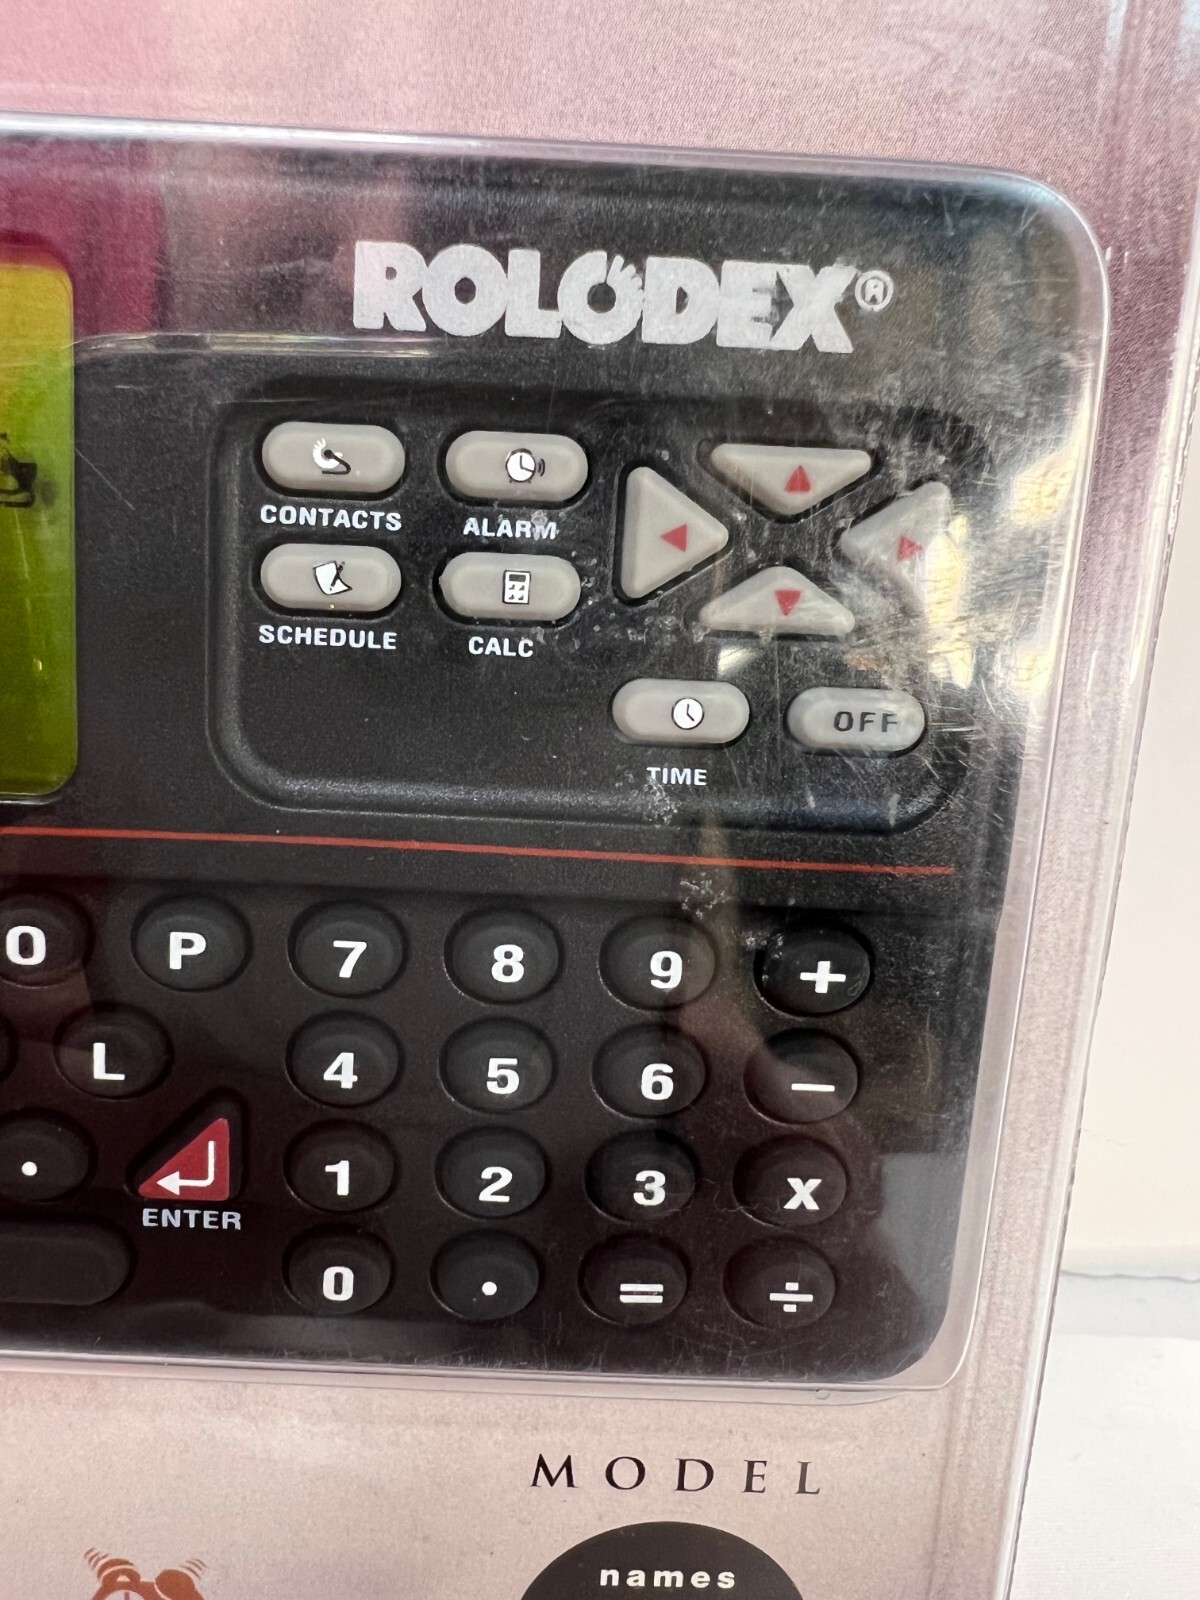 ROLODEX®
CONTACTS ALARM
SCHEDULE CALC
TIME OFF
O P 7 8 9 +
L 4 5 6 −
. ENTER 1 2 3 x
0 . = ÷
MODEL
names